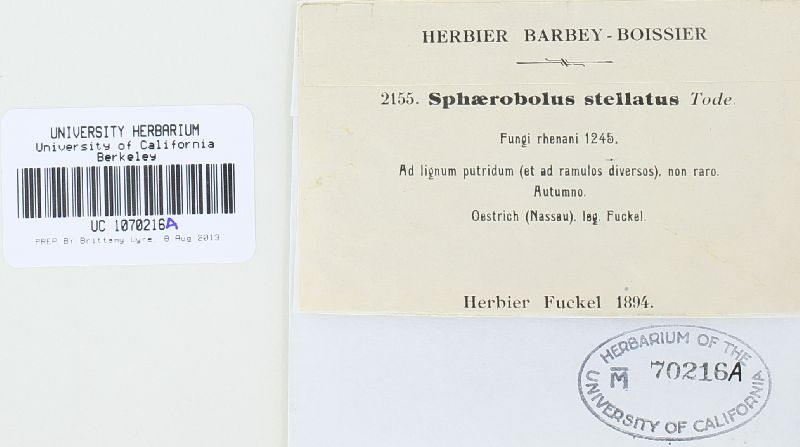 UNIVERSITY HERBARIUM
University of California
Berkeley
UC 1070216A
PREP BY Brittany Lyre, 8 Aug 2013
HERBIER BARBEY-BOISSIER
2155. Sphærobolus stellatus Tode.
Fungi rhenani 1245.
Ad lignum putridum (et ad ramulos diversos), non raro.
Autumno.
Oestrich (Nassau), leg. Fuckel.
Herbier Fuckel 1894.
HERBARIUM OF THE
M 70216A
UNIVERSITY OF CALIFORNIA